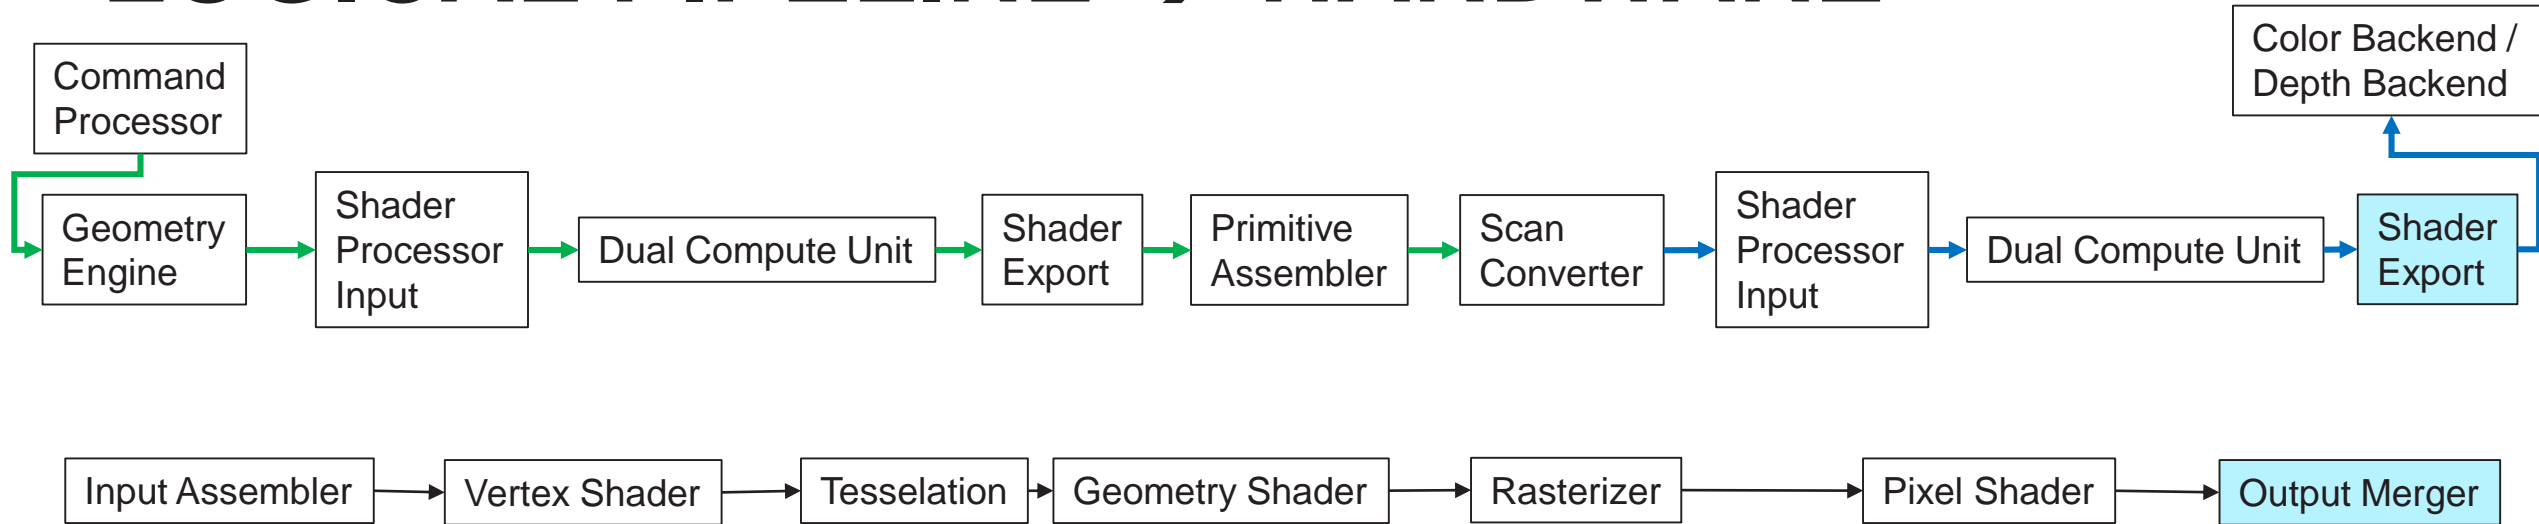 Command
Processor
Color Backend /
Depth Backend
Geometry
Engine
Shader
Processor
Input
Dual Compute Unit
Shader
Export
Primitive
Assembler
Scan
Converter
Shader
Processor
Input
Dual Compute Unit
Shader
Export
Input Assembler
Vertex Shader
Tesselation
Geometry Shader
Rasterizer
Pixel Shader
Output Merger